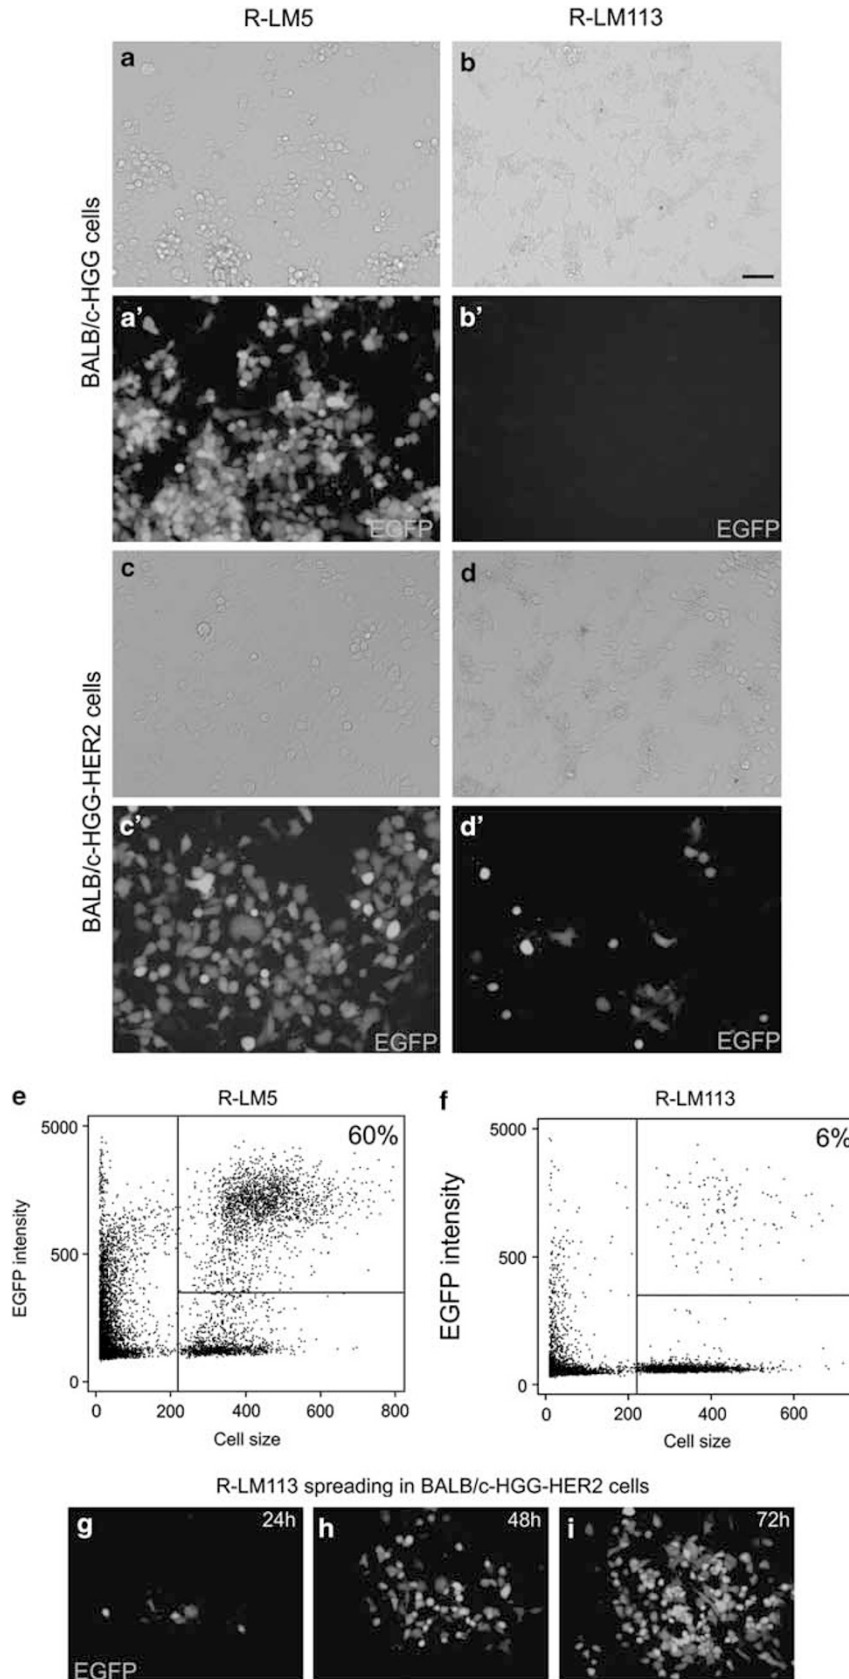 R-LM5 R-LM113
a b
BALB/c-HGG cells
a' b'
EGFP EGFP
c d
BALB/c-HGG-HER2 cells
c' d'
EGFP EGFP
e R-LM5 f R-LM113
5000 60% 5000 6%
EGFP intensity EGFP intensity
500 500
0 0
0 200 400 600 800 0 200 400 600
Cell size Cell size
R-LM113 spreading in BALB/c-HGG-HER2 cells
g 24h h 48h i 72h
EGFP